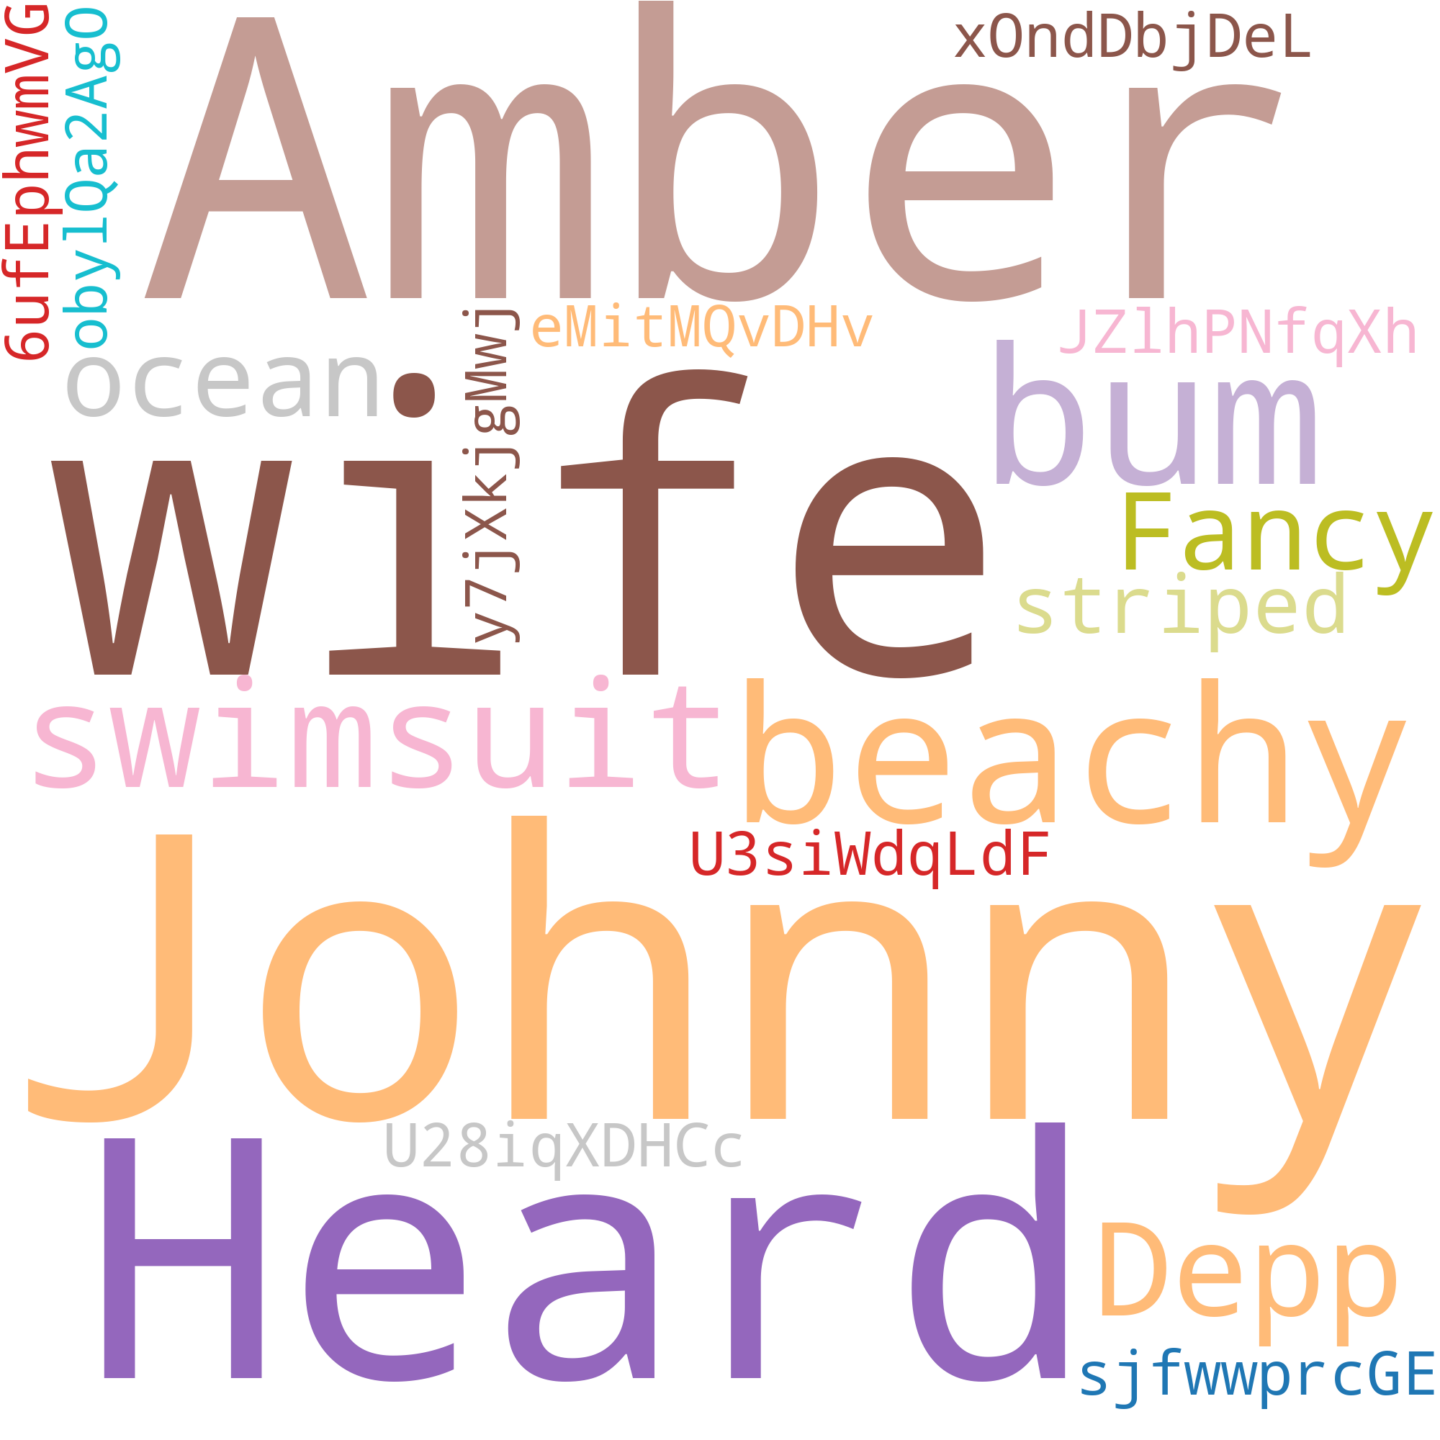 6ufEphwmVG
obylQa2AgO
Amber
xOndDbjDeL
eMitMQvDHv
JZlhPNfqXh
ocean
y7jXkjgMwj
bum
wife
Fancy
striped
swimsuit
beachy
U3siWdqLdF
Johnny
U28iqXDHCc
Heard
Depp
sjfwwprcGE